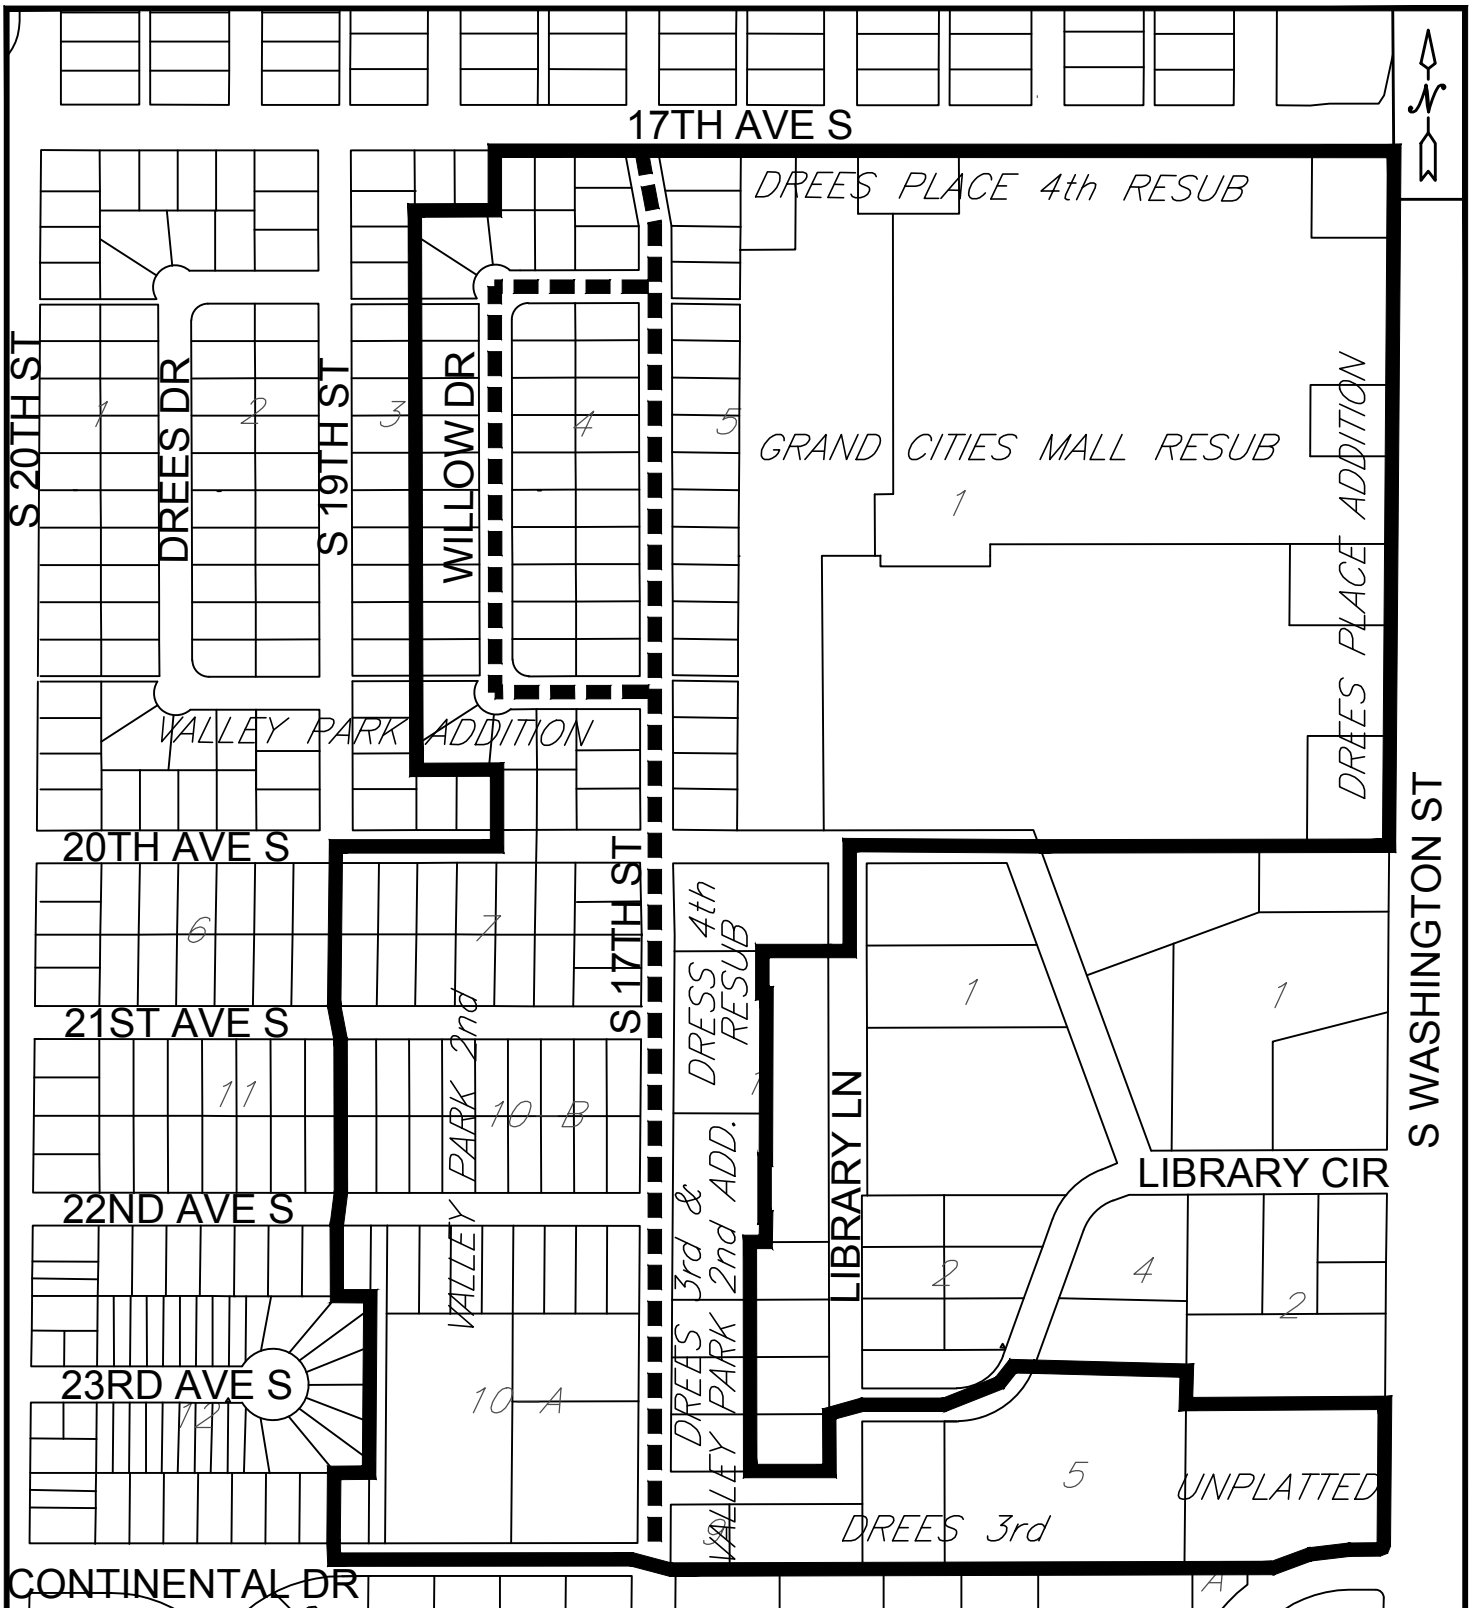 17TH AVE S
N
DREES PLACE 4th RESUB
S 20TH ST
DREES DR
S 19TH ST
WILLOW DR
1
2
3
4
5
GRAND CITIES MALL RESUB
1
DREES PLACE ADDITION
VALLEY PARK ADDITION
20TH AVE S
S 17TH ST
S WASHINGTON ST
6
7
DRESS 4th
RESUB
1
1
1
21ST AVE S
VALLEY PARK 2nd
11
10 B
LIBRARY LN
LIBRARY CIR
22ND AVE S
DREES 3rd &
VALLEY PARK 2nd ADD.
2
4
2
23RD AVE S
12
10 A
5
UNPLATTED
9
DREES 3rd
CONTINENTAL DR
A